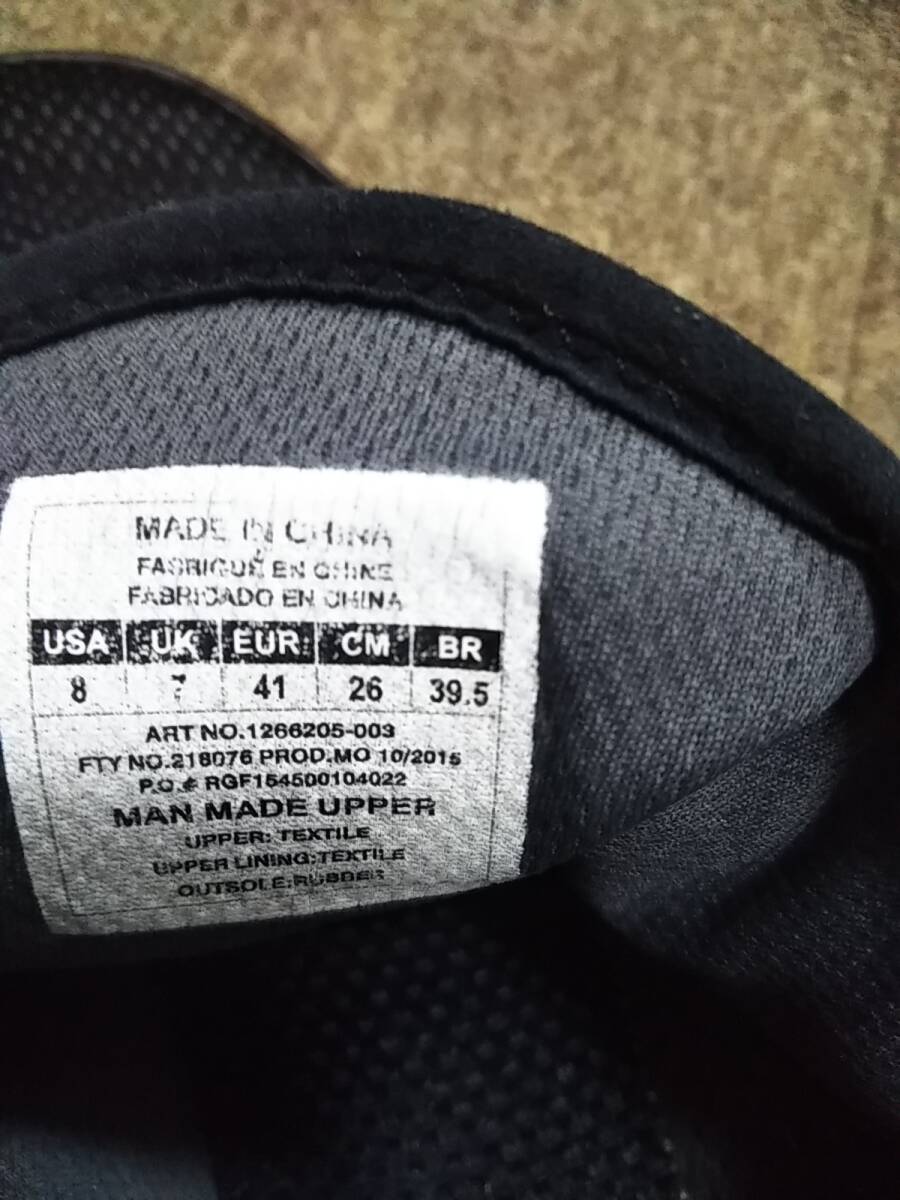 MADE IN CHINA
FABRIQUÉ EN CHINE
FABRICADO EN CHINA
USA UK EUR CM BR
8 7 41 26 39.5
ART NO.1266205-003
FTY NO.218076 PROD.MO 10/2015
P.O.# RGF154500104022
MAN MADE UPPER
UPPER: TEXTILE
UPPER LINING:TEXTILE
OUTSOLE:RUBBER